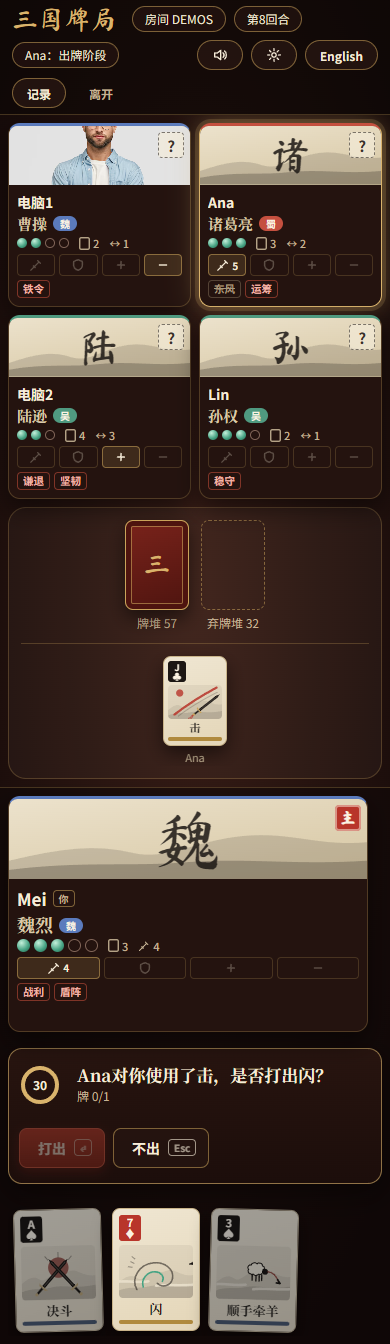 三国牌局
房间 DEMOS
第8回合
Ana：出牌阶段
English
记录
离开
?
电脑1
曹操 魏
2 ↔1
+ −
铁令
诸
?
Ana
诸葛亮 蜀
3 ↔2
5 + −
东风 运筹
陆
?
电脑2
陆逊 吴
4 ↔3
+ −
谦退 坚韧
孙
?
Lin
孙权 吴
2 ↔1
+ −
稳守
三
牌堆 57
弃牌堆 32
J♣
击
Ana
魏
主
Mei 你
魏烈 魏
3 4
4 + −
战利 盾阵
30
Ana对你使用了击，是否打出闪？
牌 0/1
打出
不出 Esc
A♠
决斗
7♦
闪
3♠
顺手牵羊